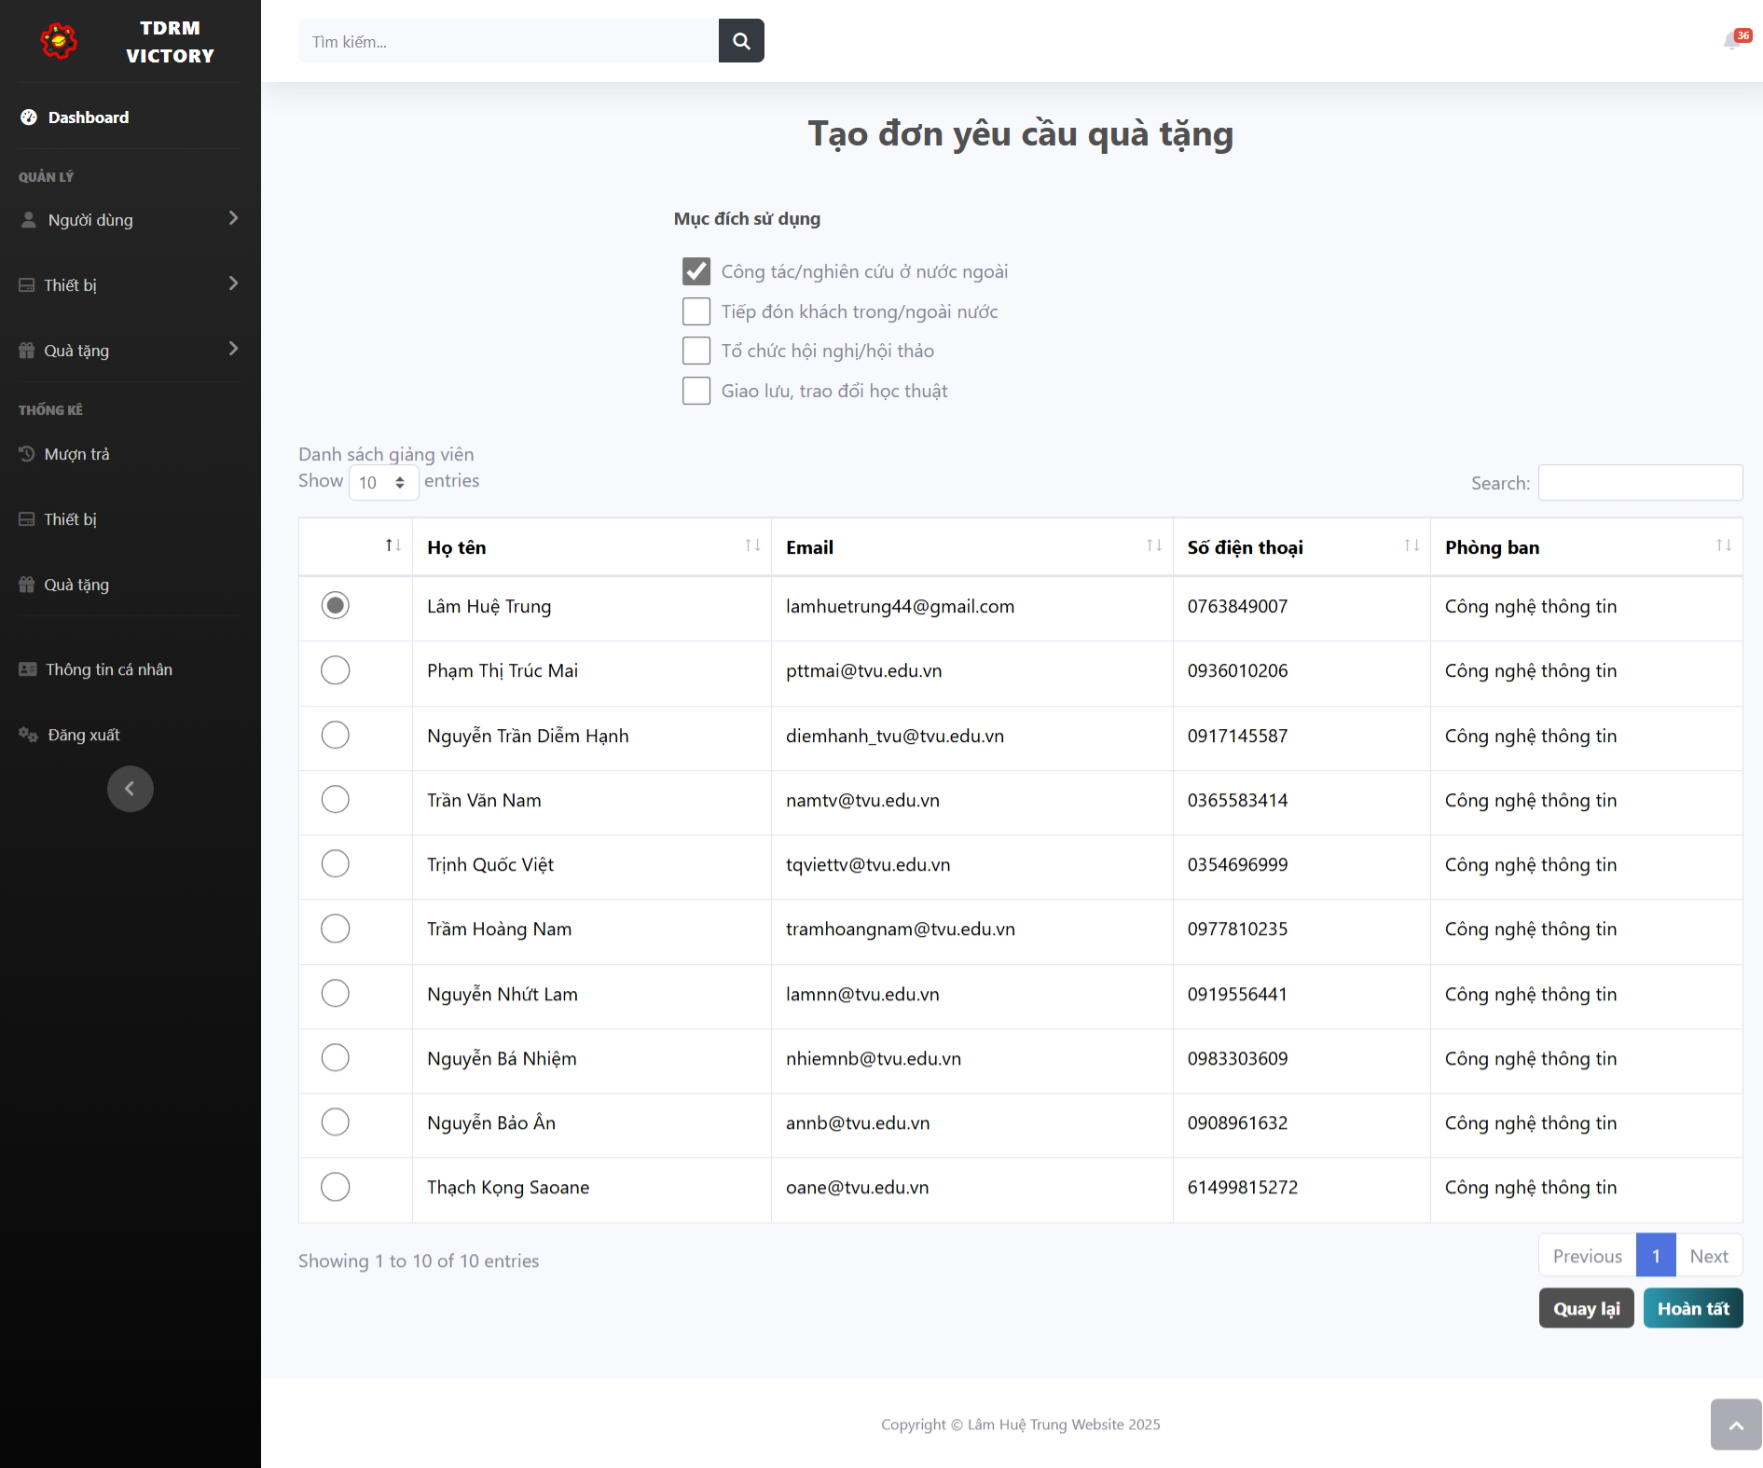 TDRM
VICTORY
Dashboard
QUẢN LÝ
Người dùng
Thiết bị
Quà tặng
THỐNG KÊ
Mượn trả
Thiết bị
Quà tặng
Thông tin cá nhân
Đăng xuất
Tìm kiếm...
36
Tạo đơn yêu cầu quà tặng
Mục đích sử dụng
Công tác/nghiên cứu ở nước ngoài
Tiếp đón khách trong/ngoài nước
Tổ chức hội nghị/hội thảo
Giao lưu, trao đổi học thuật
Danh sách giảng viên
Show 10 entries
Search:
Họ tên Email Số điện thoại Phòng ban
Lâm Huệ Trung lamhuetrung44@gmail.com 0763849007 Công nghệ thông tin
Phạm Thị Trúc Mai pttmai@tvu.edu.vn 0936010206 Công nghệ thông tin
Nguyễn Trần Diễm Hạnh diemhanh_tvu@tvu.edu.vn 0917145587 Công nghệ thông tin
Trần Văn Nam namtv@tvu.edu.vn 0365583414 Công nghệ thông tin
Trịnh Quốc Việt tqviettv@tvu.edu.vn 0354696999 Công nghệ thông tin
Trầm Hoàng Nam tramhoangnam@tvu.edu.vn 0977810235 Công nghệ thông tin
Nguyễn Nhứt Lam lamnn@tvu.edu.vn 0919556441 Công nghệ thông tin
Nguyễn Bá Nhiệm nhiemnb@tvu.edu.vn 0983303609 Công nghệ thông tin
Nguyễn Bảo Ân annb@tvu.edu.vn 0908961632 Công nghệ thông tin
Thạch Kọng Saoane oane@tvu.edu.vn 61499815272 Công nghệ thông tin
Showing 1 to 10 of 10 entries
Previous 1 Next
Quay lại Hoàn tất
Copyright © Lâm Huệ Trung Website 2025